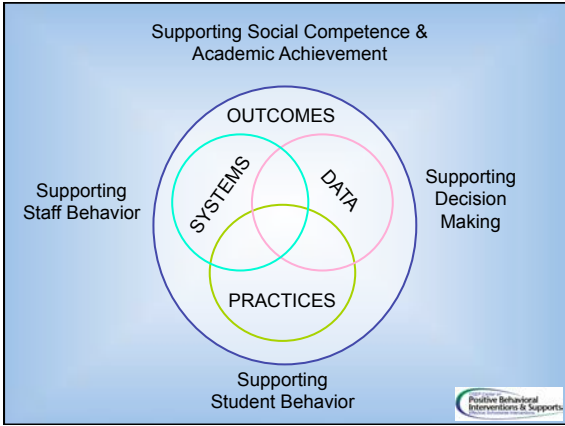 Supporting Social Competence &
Academic Achievement
OUTCOMES
SYSTEMS
DATA
Supporting
Staff Behavior
Supporting
Decision
Making
PRACTICES
Supporting
Student Behavior
Positive Behavioral
Interventions & Supports